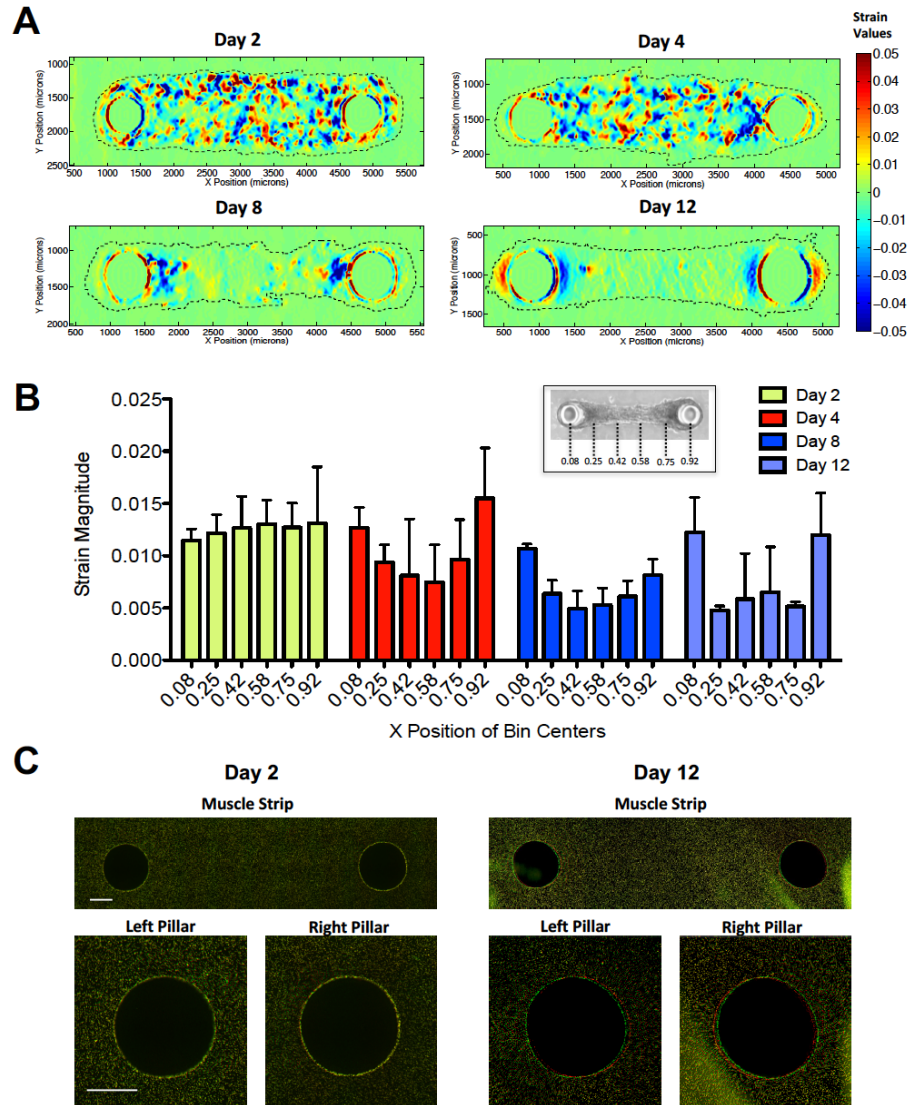 A
Day 2
Day 4
Strain
Values
Y Position (microns)
1000
1500
2000
2500
500 1000 1500 2000 2500 3000 3500 4000 4500 5000 5500
X Position (microns)
Y Position (microns)
1000
1500
2000
500 1000 1500 2000 2500 3000 3500 4000 4500 5000
X Position (microns)
0.05
0.04
0.03
0.02
0.01
0
−0.01
−0.02
−0.03
−0.04
−0.05
Day 8
Day 12
Y Position (microns)
1000
1500
2000
500 1000 1500 2000 2500 3000 3500 4000 4500 5000 5500
X Position (microns)
Y Position (microns)
500
1000
1500
500 1000 1500 2000 2500 3000 3500 4000 4500 5000
X Position (microns)
B
Strain Magnitude
0.025
0.020
0.015
0.010
0.005
0.000
0.08 0.25 0.42 0.58 0.75 0.92
Day 2
Day 4
Day 8
Day 12
0.08 0.25 0.42 0.58 0.75 0.92 0.08 0.25 0.42 0.58 0.75 0.92 0.08 0.25 0.42 0.58 0.75 0.92 0.08 0.25 0.42 0.58 0.75 0.92
X Position of Bin Centers
C
Day 2
Day 12
Muscle Strip
Muscle Strip
Left Pillar
Right Pillar
Left Pillar
Right Pillar